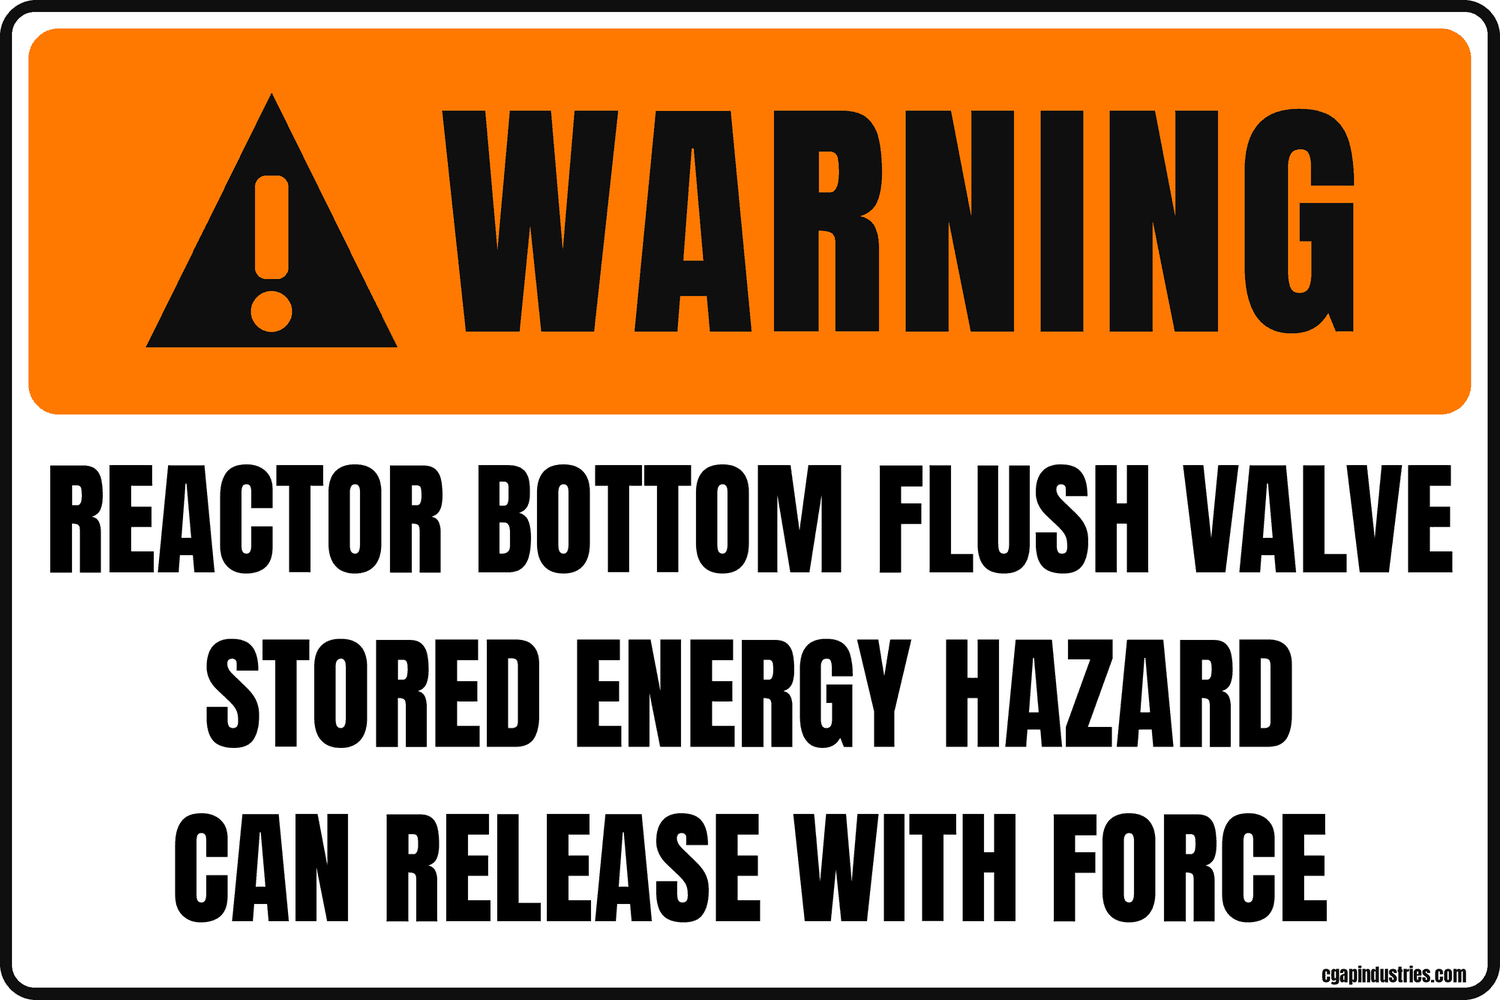 WARNING
REACTOR BOTTOM FLUSH VALVE
STORED ENERGY HAZARD
CAN RELEASE WITH FORCE
cgapindustries.com